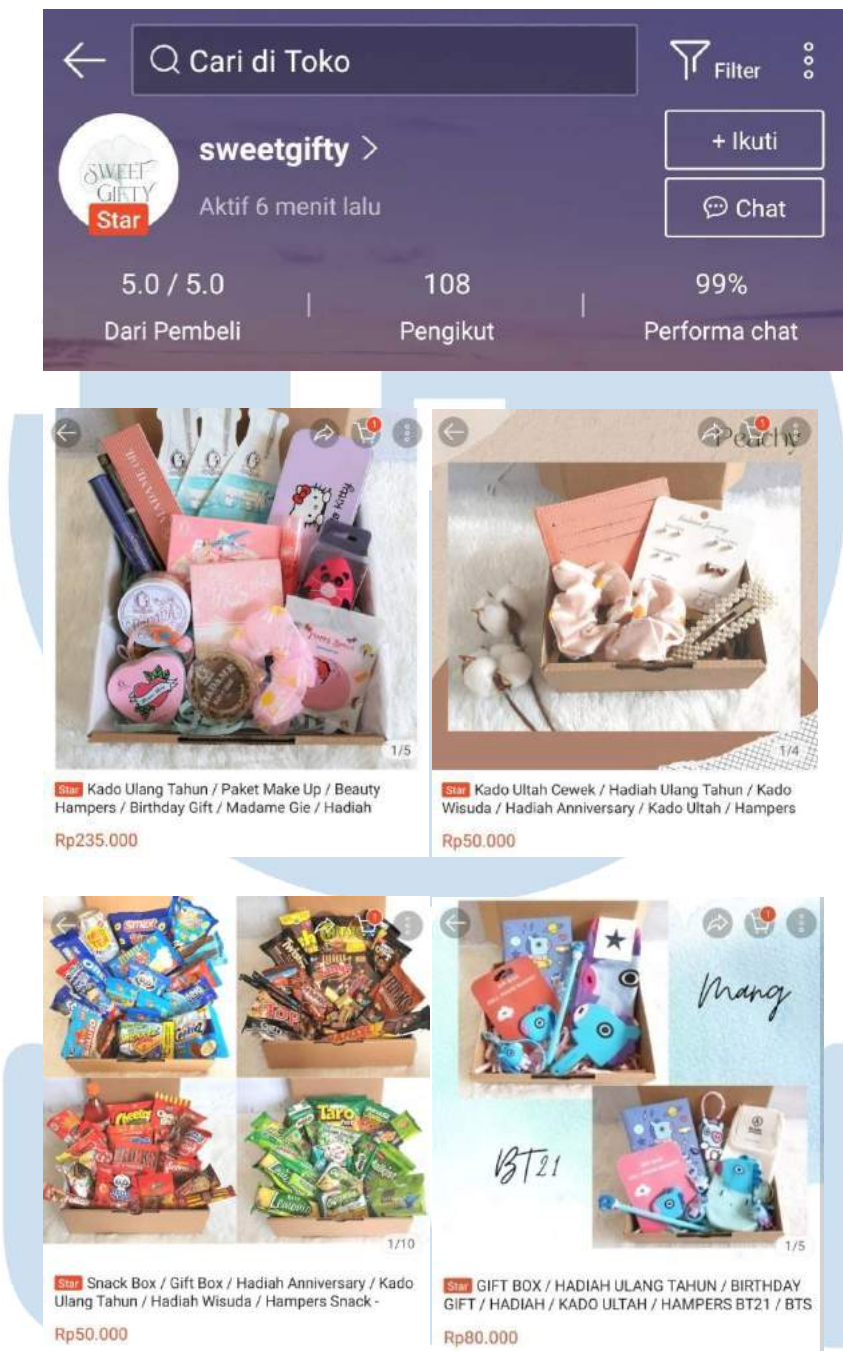 Cari di Toko
Filter
sweetgifty >
+ Ikuti
SWEET
GIFTY
Star
Aktif 6 menit lalu
Chat
5.0 / 5.0
108
99%
Dari Pembeli
Pengikut
Performa chat
Peachy
1/5
1/4
Star Kado Ulang Tahun / Paket Make Up / Beauty
Hampers / Birthday Gift / Madame Gie / Hadiah
Rp235.000
Star Kado Ultah Cewek / Hadiah Ulang Tahun / Kado
Wisuda / Hadiah Anniversary / Kado Ultah / Hampers
Rp50.000
Cheetos
Taro
Mang
BT21
1/10
1/5
Star Snack Box / Gift Box / Hadiah Anniversary / Kado
Ulang Tahun / Hadiah Wisuda / Hampers Snack -
Rp50.000
Star GIFT BOX / HADIAH ULANG TAHUN / BIRTHDAY
GIFT / HADIAH / KADO ULTAH / HAMPERS BT21 / BTS
Rp80.000